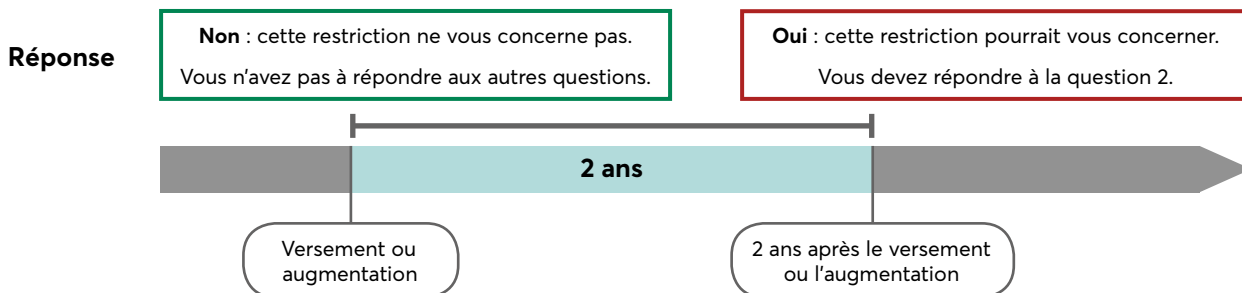 Réponse
Non : cette restriction ne vous concerne pas.
Vous n'avez pas à répondre aux autres questions.
Oui : cette restriction pourrait vous concerner.
Vous devez répondre à la question 2.
2 ans
Versement ou
augmentation
2 ans après le versement
ou l'augmentation